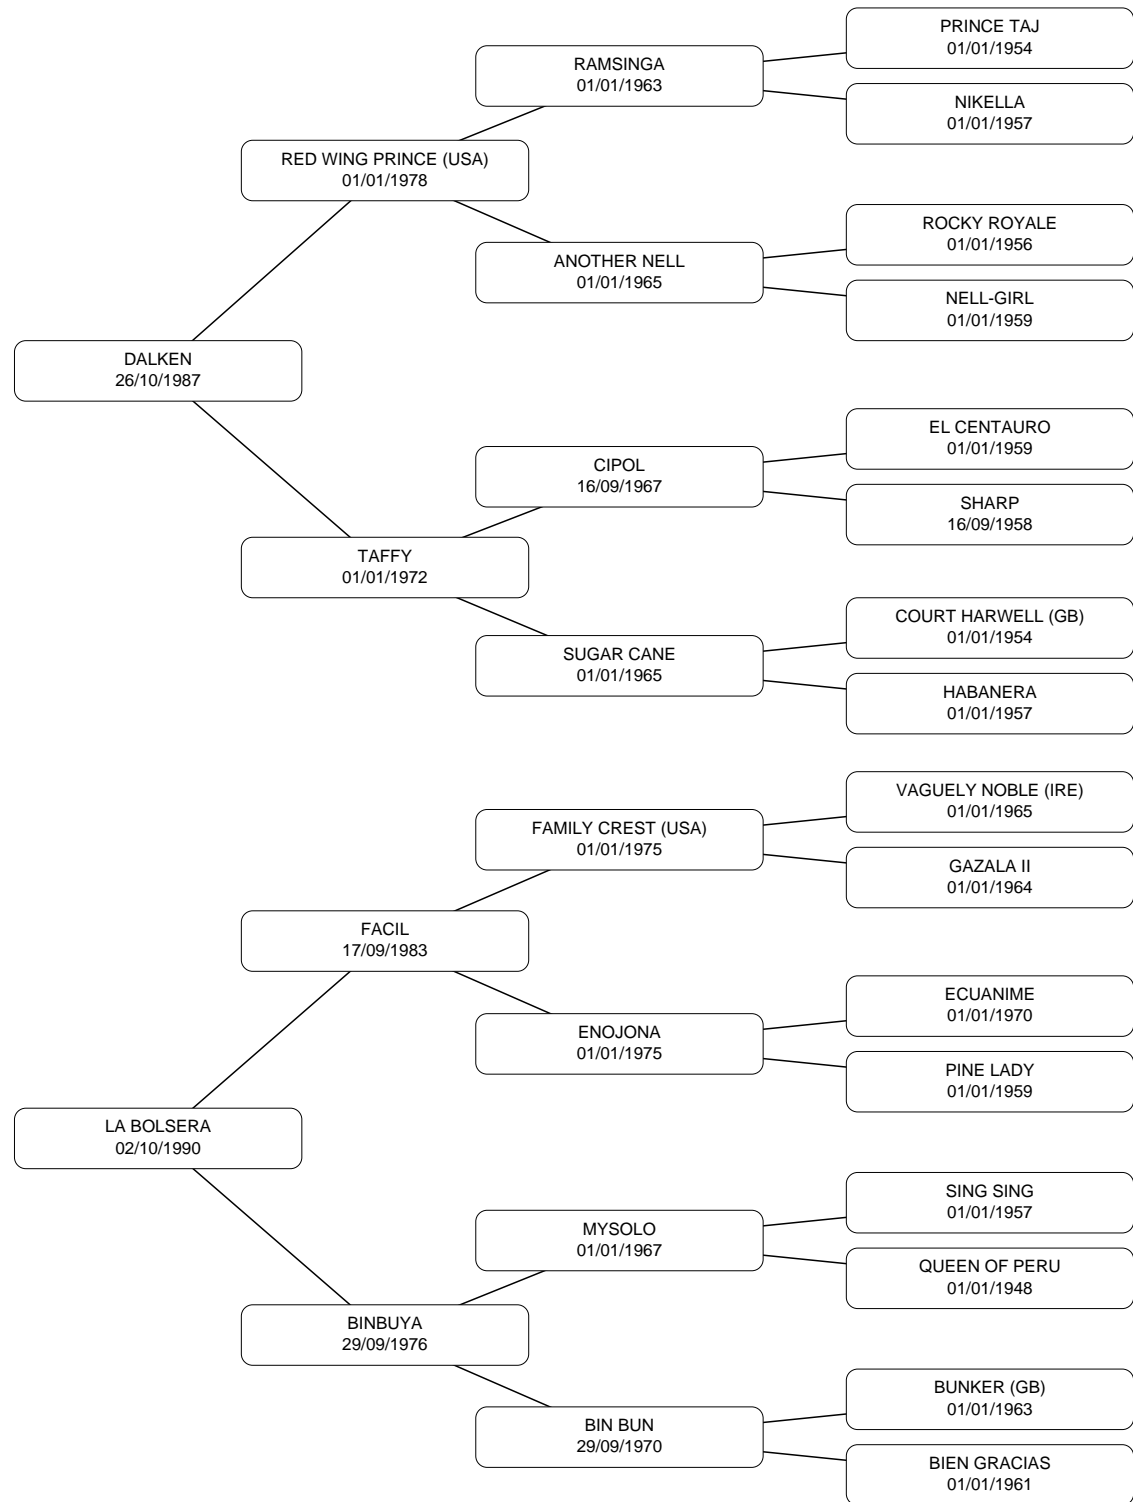 PRINCE TAJ
01/01/1954
RAMSINGA
01/01/1963
NIKELLA
01/01/1957
RED WING PRINCE (USA)
01/01/1978
ROCKY ROYALE
01/01/1956
ANOTHER NELL
01/01/1965
NELL-GIRL
01/01/1959
DALKEN
26/10/1987
EL CENTAURO
01/01/1959
CIPOL
16/09/1967
SHARP
16/09/1958
TAFFY
01/01/1972
COURT HARWELL (GB)
01/01/1954
SUGAR CANE
01/01/1965
HABANERA
01/01/1957
VAGUELY NOBLE (IRE)
01/01/1965
FAMILY CREST (USA)
01/01/1975
GAZALA II
01/01/1964
FACIL
17/09/1983
ECUANIME
01/01/1970
ENOJONA
01/01/1975
PINE LADY
01/01/1959
LA BOLSERA
02/10/1990
SING SING
01/01/1957
MYSOLO
01/01/1967
QUEEN OF PERU
01/01/1948
BINBUYA
29/09/1976
BUNKER (GB)
01/01/1963
BIN BUN
29/09/1970
BIEN GRACIAS
01/01/1961